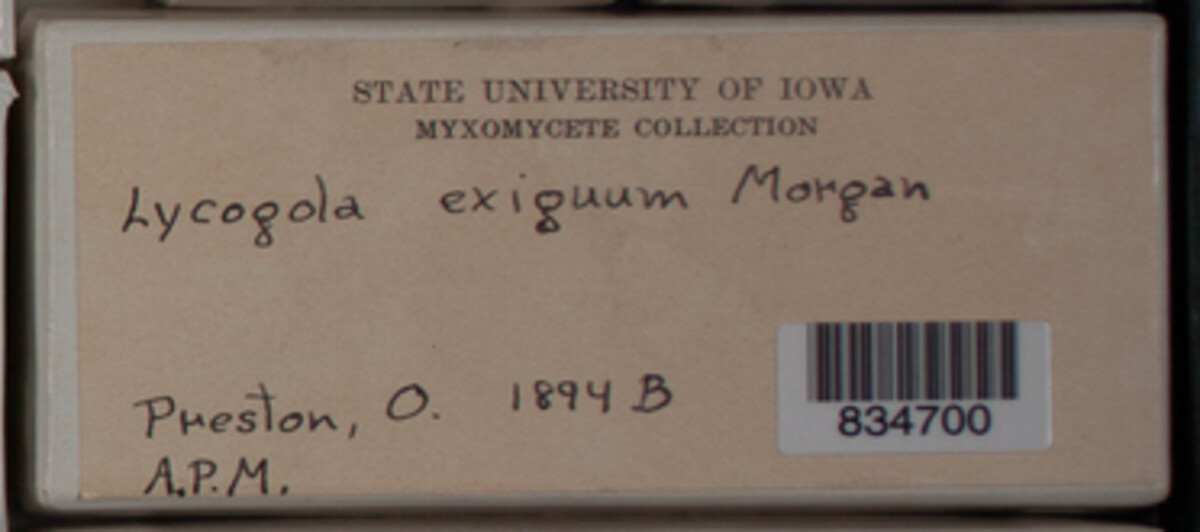 STATE UNIVERSITY OF IOWA
MYXOMYCETE COLLECTION
Lycogola exiguum Morgan
Preston, O. 1894 B
A.P.M.
834700